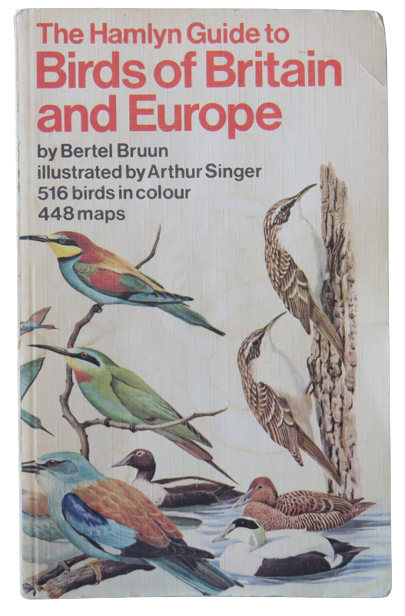 The Hamlyn Guide to
Birds of Britain
and Europe
by Bertel Bruun
illustrated by Arthur Singer
516 birds in colour
448 maps